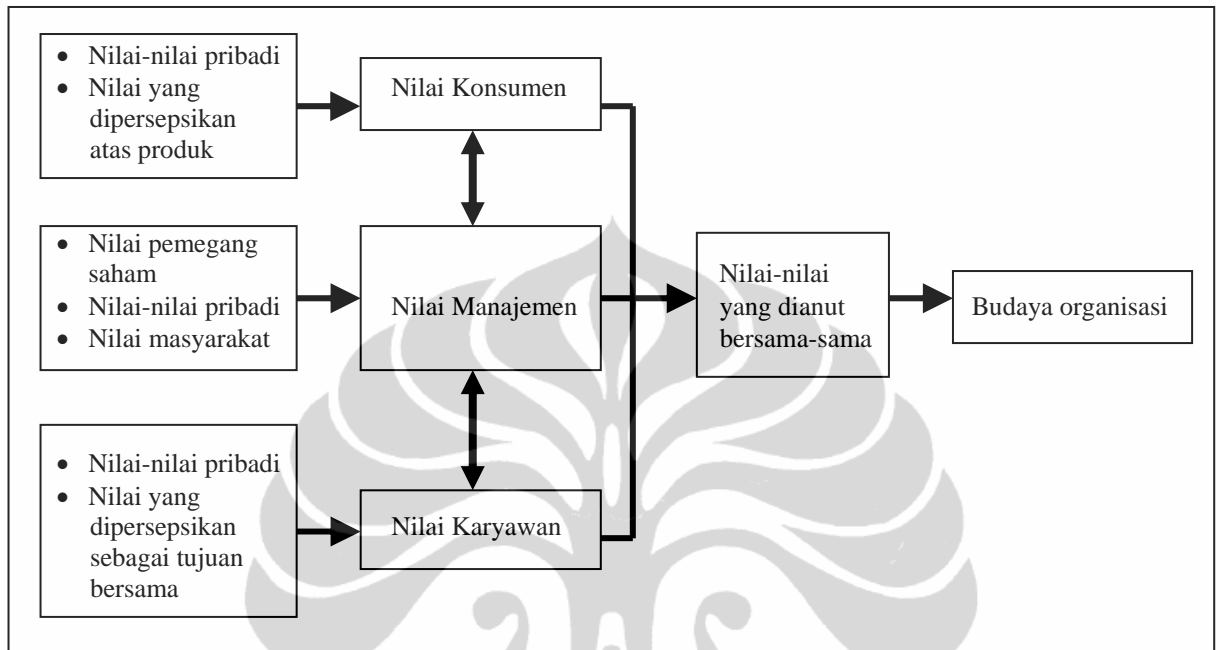 • Nilai-nilai pribadi
• Nilai yang
dipersepsikan
atas produk
Nilai Konsumen
• Nilai pemegang
saham
• Nilai-nilai pribadi
• Nilai masyarakat
Nilai Manajemen
Nilai-nilai
yang dianut
bersama-sama
Budaya organisasi
• Nilai-nilai pribadi
• Nilai yang
dipersepsikan
sebagai tujuan
bersama
Nilai Karyawan